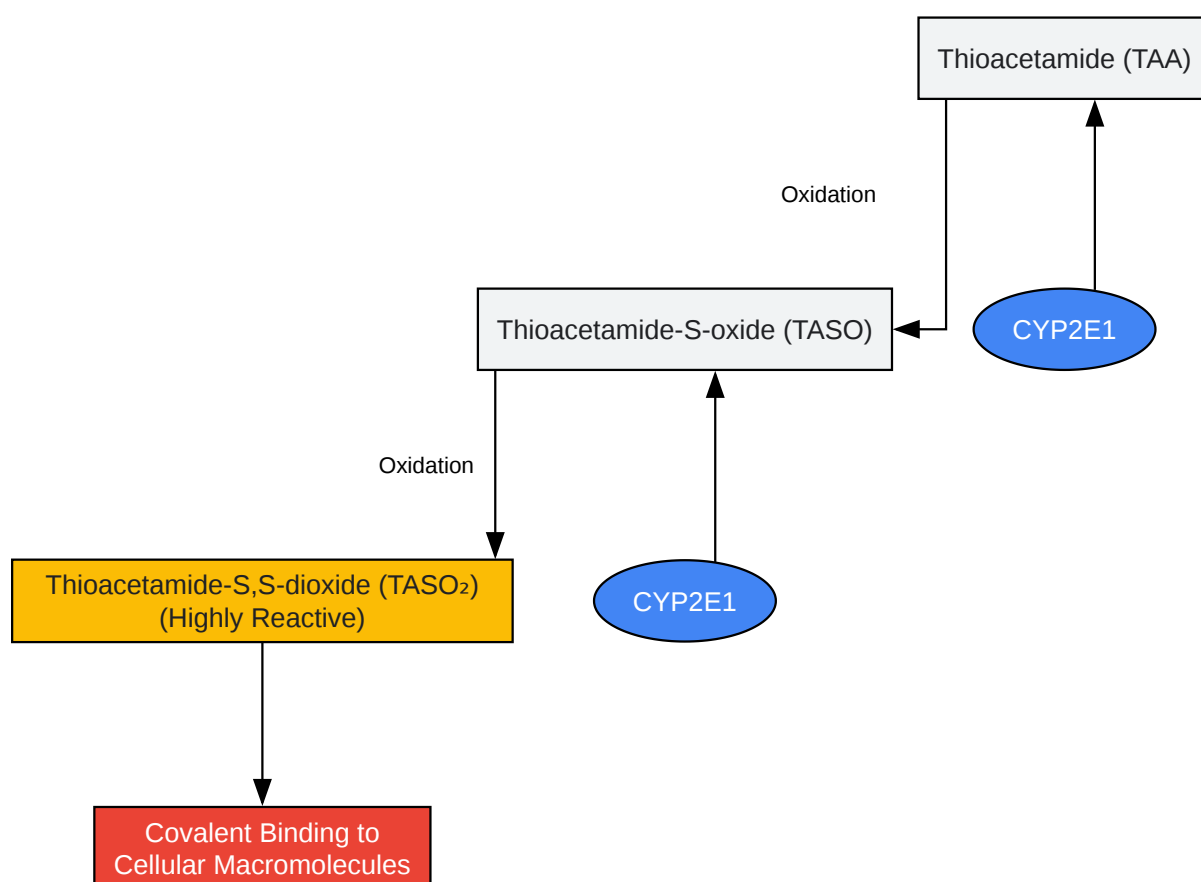 Thioacetamide (TAA)
Oxidation
Thioacetamide-S-oxide (TASO)
CYP2E1
Oxidation
Thioacetamide-S,S-dioxide (TASO₂)
(Highly Reactive)
CYP2E1
Covalent Binding to
Cellular Macromolecules